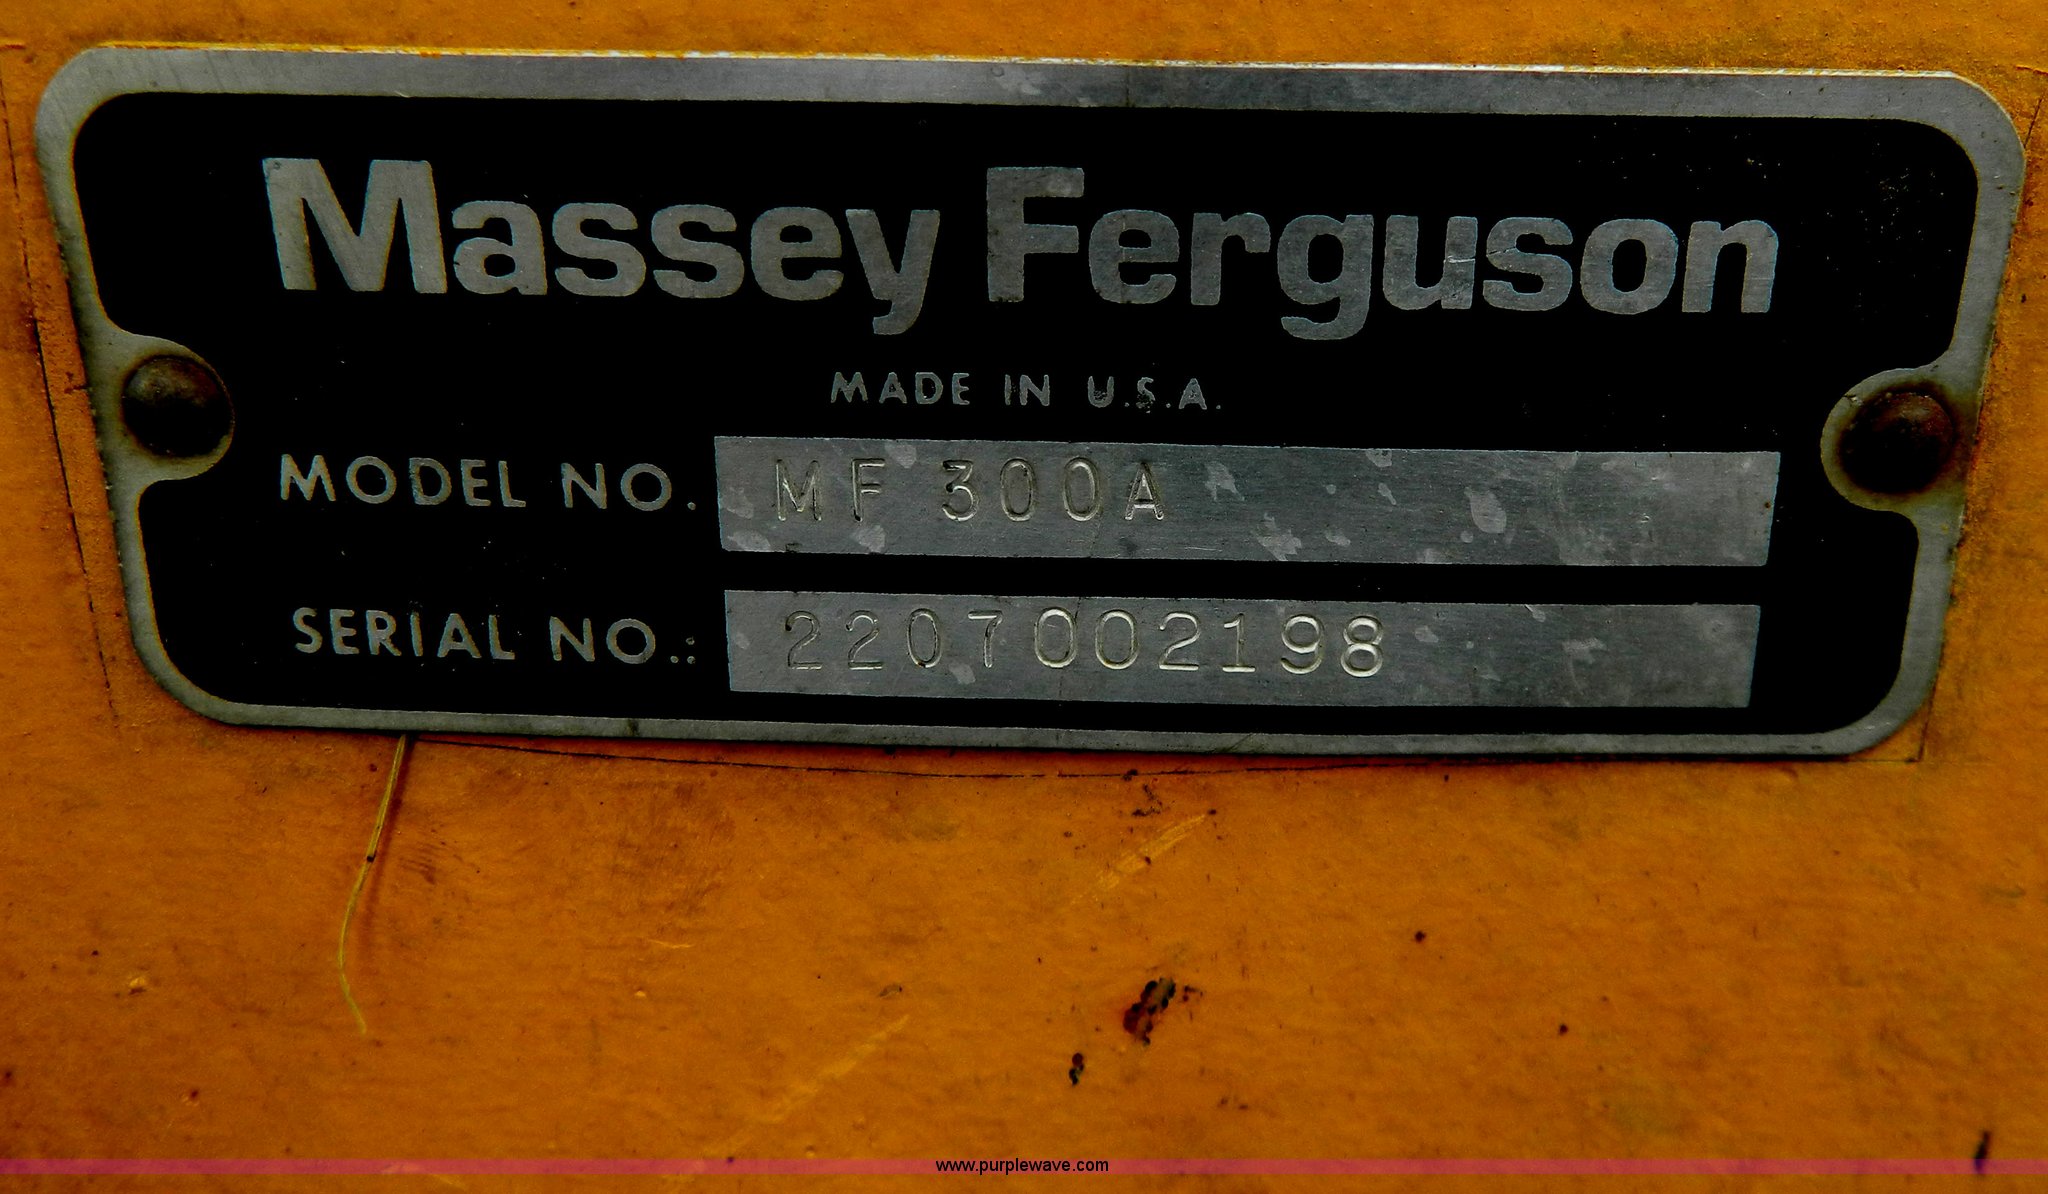 Massey Ferguson
MADE IN U.S.A.
MODEL NO. MF 300A
SERIAL NO.: 2207002198
www.purplewave.com